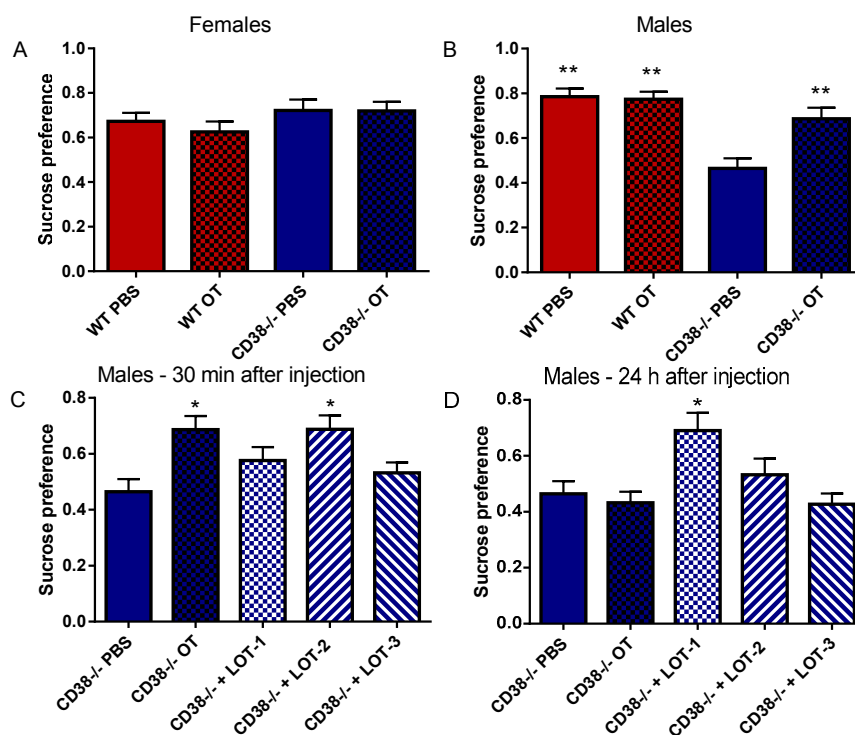 A
Females
Sucrose preference
1.0
0.8
0.6
0.4
0.2
0.0
WT PBS
WT OT
CD38-/- PBS
CD38-/- OT
B
Males
Sucrose preference
1.0
0.8
0.6
0.4
0.2
0.0
**
**
**
WT PBS
WT OT
CD38-/- PBS
CD38-/- OT
C
Males - 30 min after injection
Sucrose preference
0.8
0.6
0.4
0.2
0.0
*
*
CD38-/- PBS
CD38-/- OT
CD38-/- + LOT-1
CD38-/- + LOT-2
CD38-/- + LOT-3
D
Males - 24 h after injection
Sucrose preference
0.8
0.6
0.4
0.2
0.0
*
CD38-/- PBS
CD38-/- OT
CD38-/- + LOT-1
CD38-/- + LOT-2
CD38-/- + LOT-3